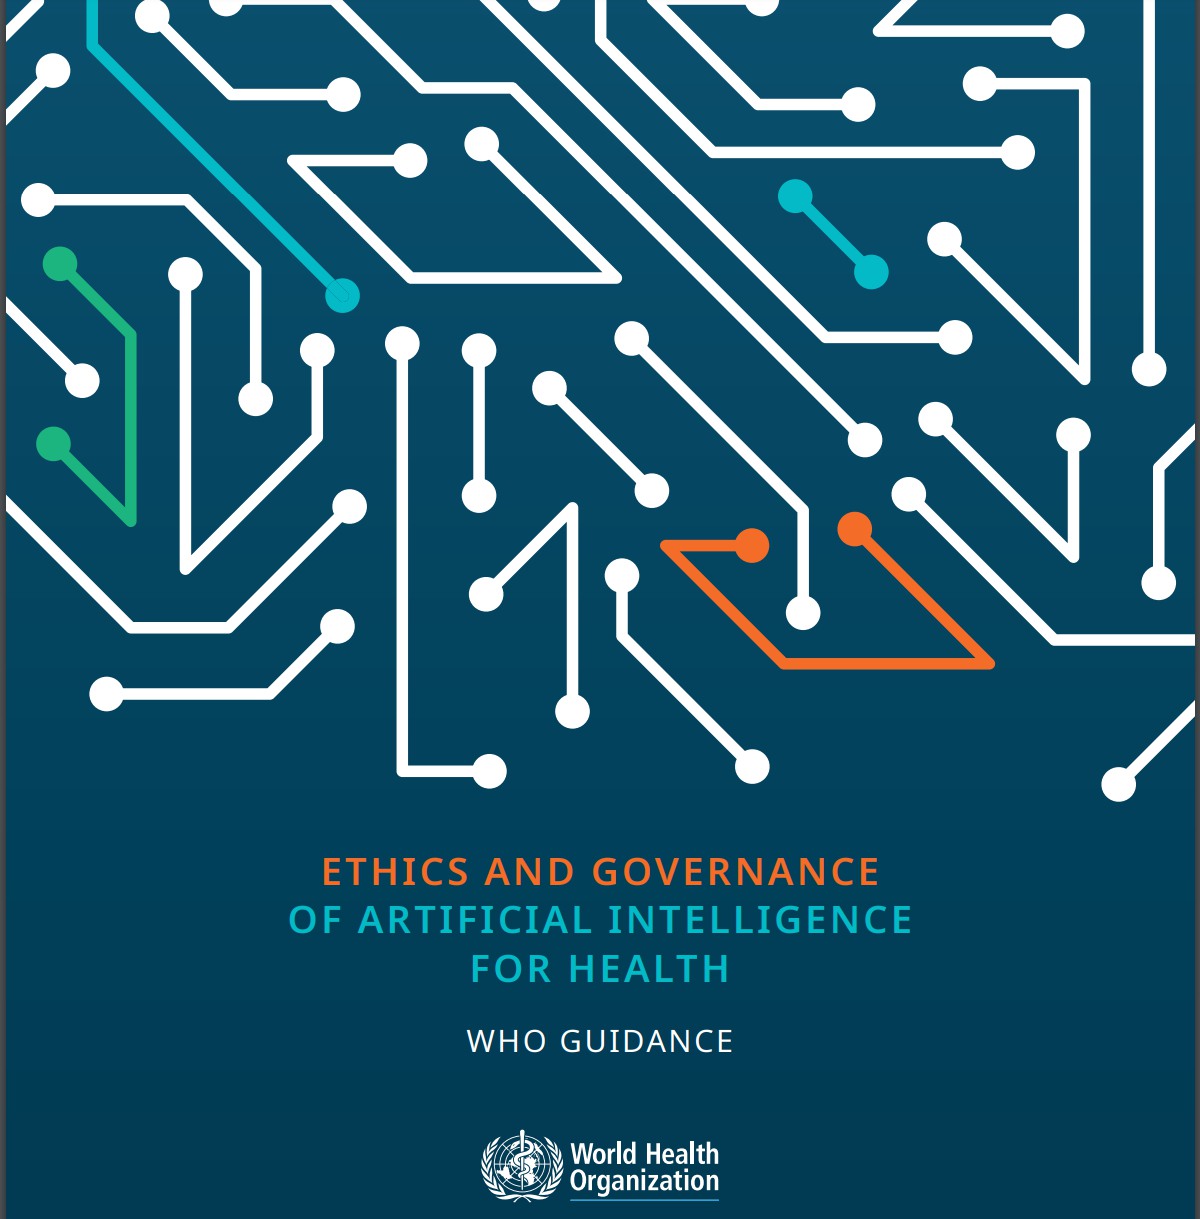 ETHICS AND GOVERNANCE
OF ARTIFICIAL INTELLIGENCE
FOR HEALTH
WHO GUIDANCE
World Health
Organization